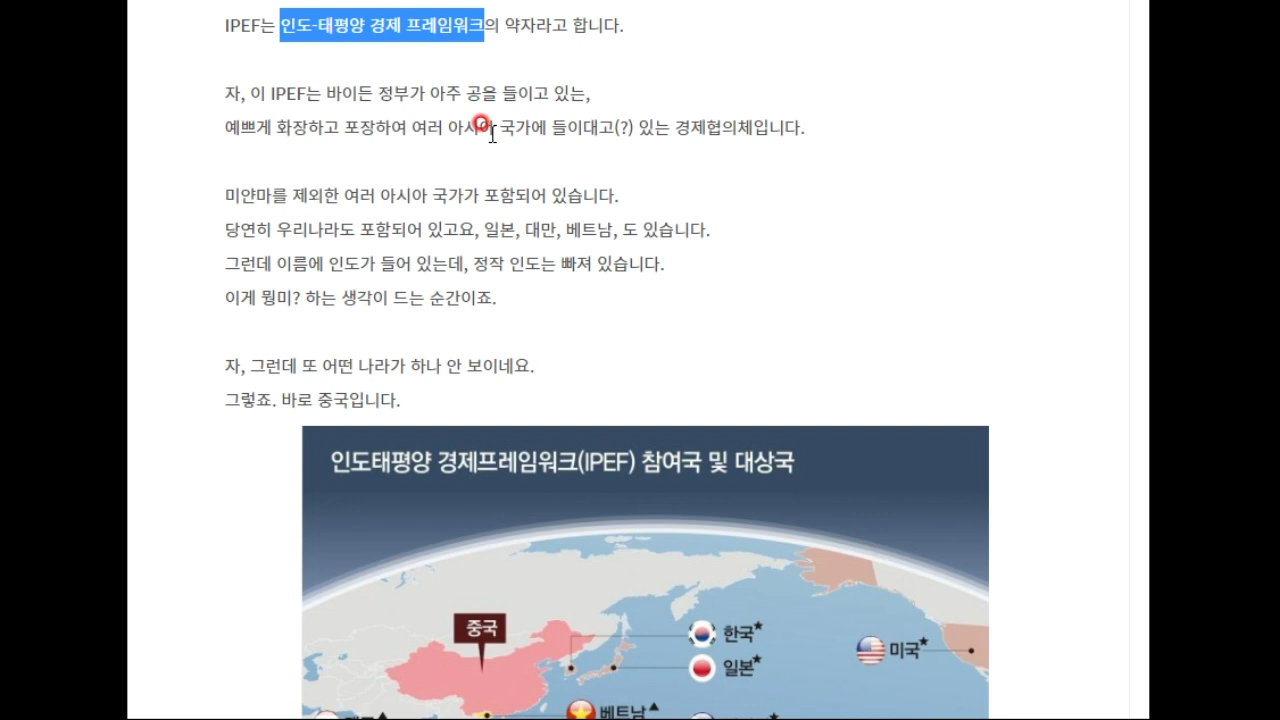 IPEF는 인도-태평양 경제 프레임워크의 약자라고 합니다.
자, 이 IPEF는 바이든 정부가 아주 공을 들이고 있는,
예쁘게 화장하고 포장하여 여러 아시아 국가에 들이대고(?) 있는 경제협의체입니다.
미얀마를 제외한 여러 아시아 국가가 포함되어 있습니다.
당연히 우리나라도 포함되어 있고요, 일본, 대만, 베트남, 도 있습니다.
그런데 이름에 인도가 들어 있는데, 정작 인도는 빠져 있습니다.
이게 뭥미? 하는 생각이 드는 순간이죠.
자, 그런데 또 어떤 나라가 하나 안 보이네요.
그렇죠. 바로 중국입니다.
인도태평양 경제프레임워크(IPEF) 참여국 및 대상국
중국
한국★
미국★
일본★
베트남▲